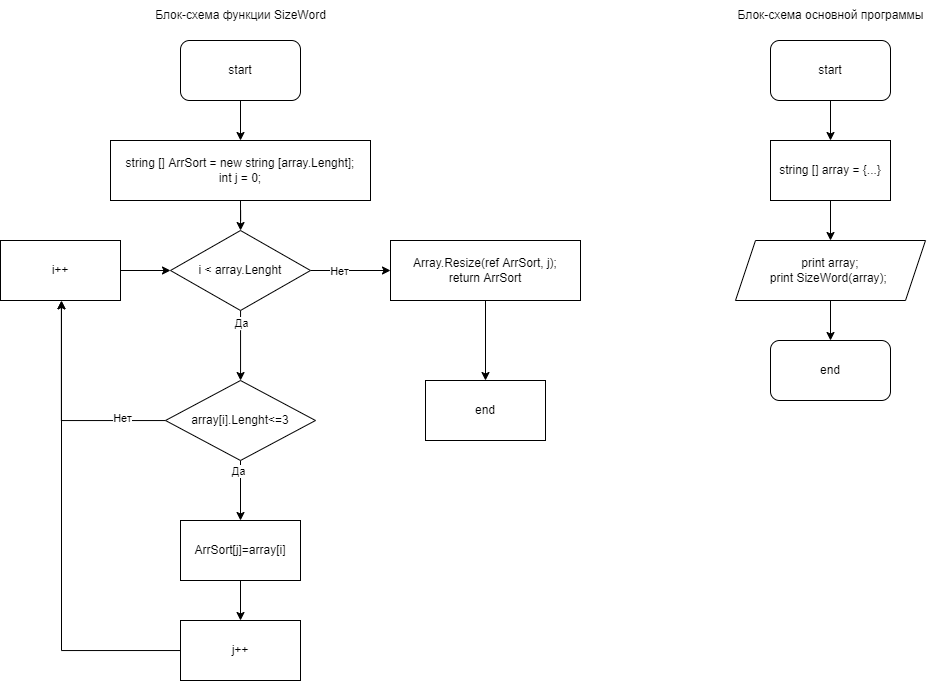 Блок-схема функции SizeWord
start
string [] ArrSort = new string [array.Lenght];
int j = 0;
i++
i < array.Lenght
Нет
Array.Resize(ref ArrSort, j);
return ArrSort
Да
end
Нет
array[i].Lenght<=3
Да
ArrSort[j]=array[i]
j++
Блок-схема основной программы
start
string [] array = {...}
print array;
print SizeWord(array);
end